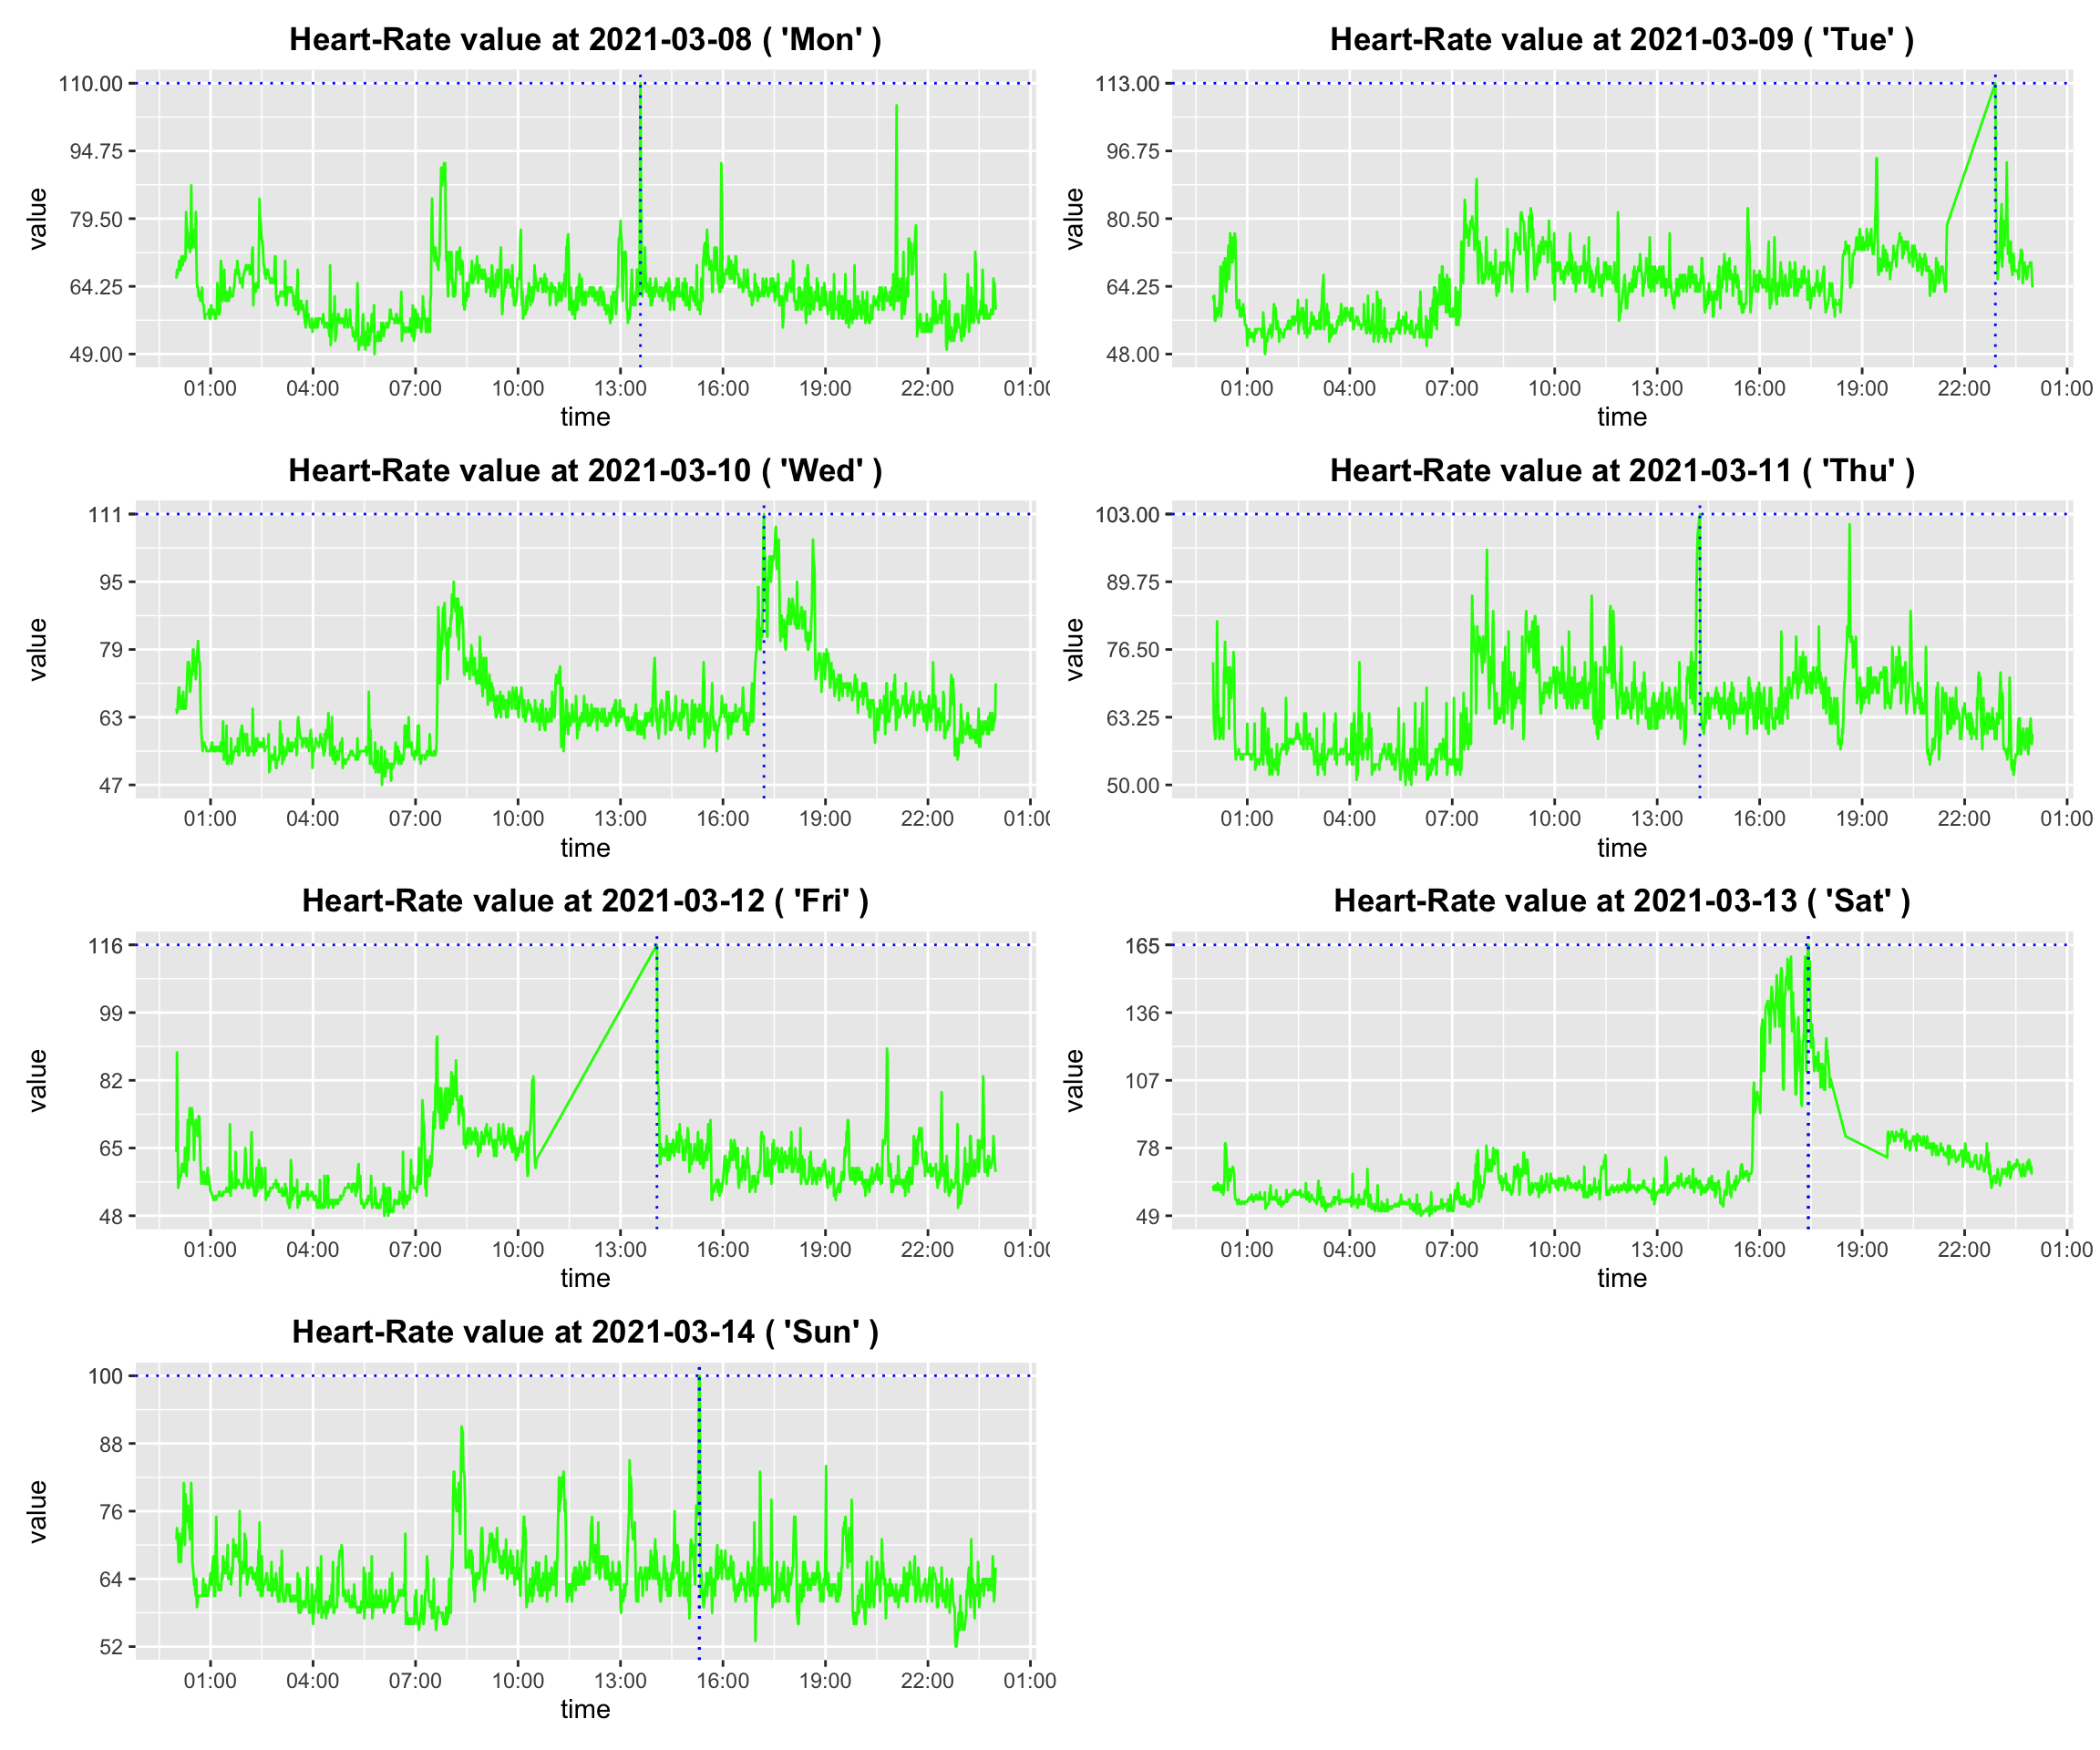 Heart-Rate value at 2021-03-08 ( 'Mon' )
110.00
94.75
79.50
64.25
49.00
value
01:00 04:00 07:00 10:00 13:00 16:00 19:00 22:00 01:00
time
Heart-Rate value at 2021-03-09 ( 'Tue' )
113.00
96.75
80.50
64.25
48.00
value
01:00 04:00 07:00 10:00 13:00 16:00 19:00 22:00 01:00
time
Heart-Rate value at 2021-03-10 ( 'Wed' )
111
95
79
63
47
value
01:00 04:00 07:00 10:00 13:00 16:00 19:00 22:00 01:00
time
Heart-Rate value at 2021-03-11 ( 'Thu' )
103.00
89.75
76.50
63.25
50.00
value
01:00 04:00 07:00 10:00 13:00 16:00 19:00 22:00 01:00
time
Heart-Rate value at 2021-03-12 ( 'Fri' )
116
99
82
65
48
value
01:00 04:00 07:00 10:00 13:00 16:00 19:00 22:00 01:00
time
Heart-Rate value at 2021-03-13 ( 'Sat' )
165
136
107
78
49
value
01:00 04:00 07:00 10:00 13:00 16:00 19:00 22:00 01:00
time
Heart-Rate value at 2021-03-14 ( 'Sun' )
100
88
76
64
52
value
01:00 04:00 07:00 10:00 13:00 16:00 19:00 22:00 01:00
time